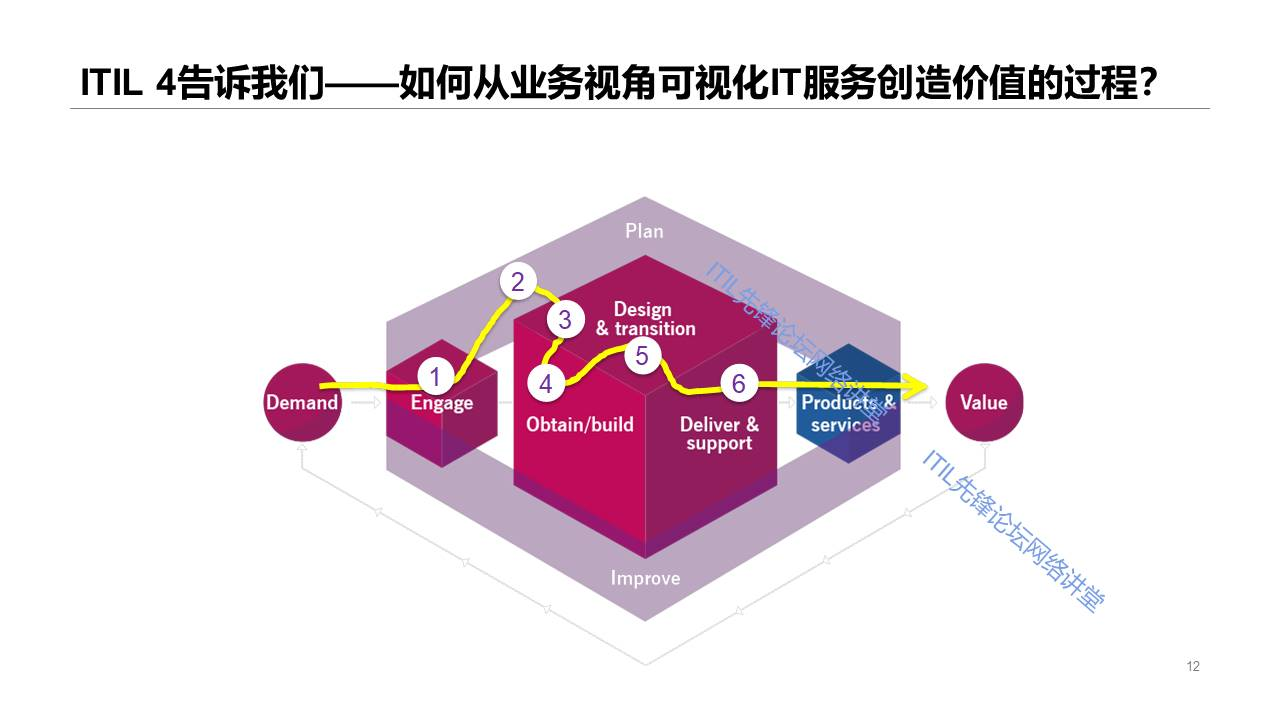 ITIL 4告诉我们——如何从业务视角可视化IT服务创造价值的过程?
Plan
2
3
Design
& transition
1
4
5
6
Demand
Engage
Obtain/build
Deliver &
support
Products &
services
Value
Improve
ITIL先锋论坛网络讲堂
ITIL先锋论坛网络讲堂
12